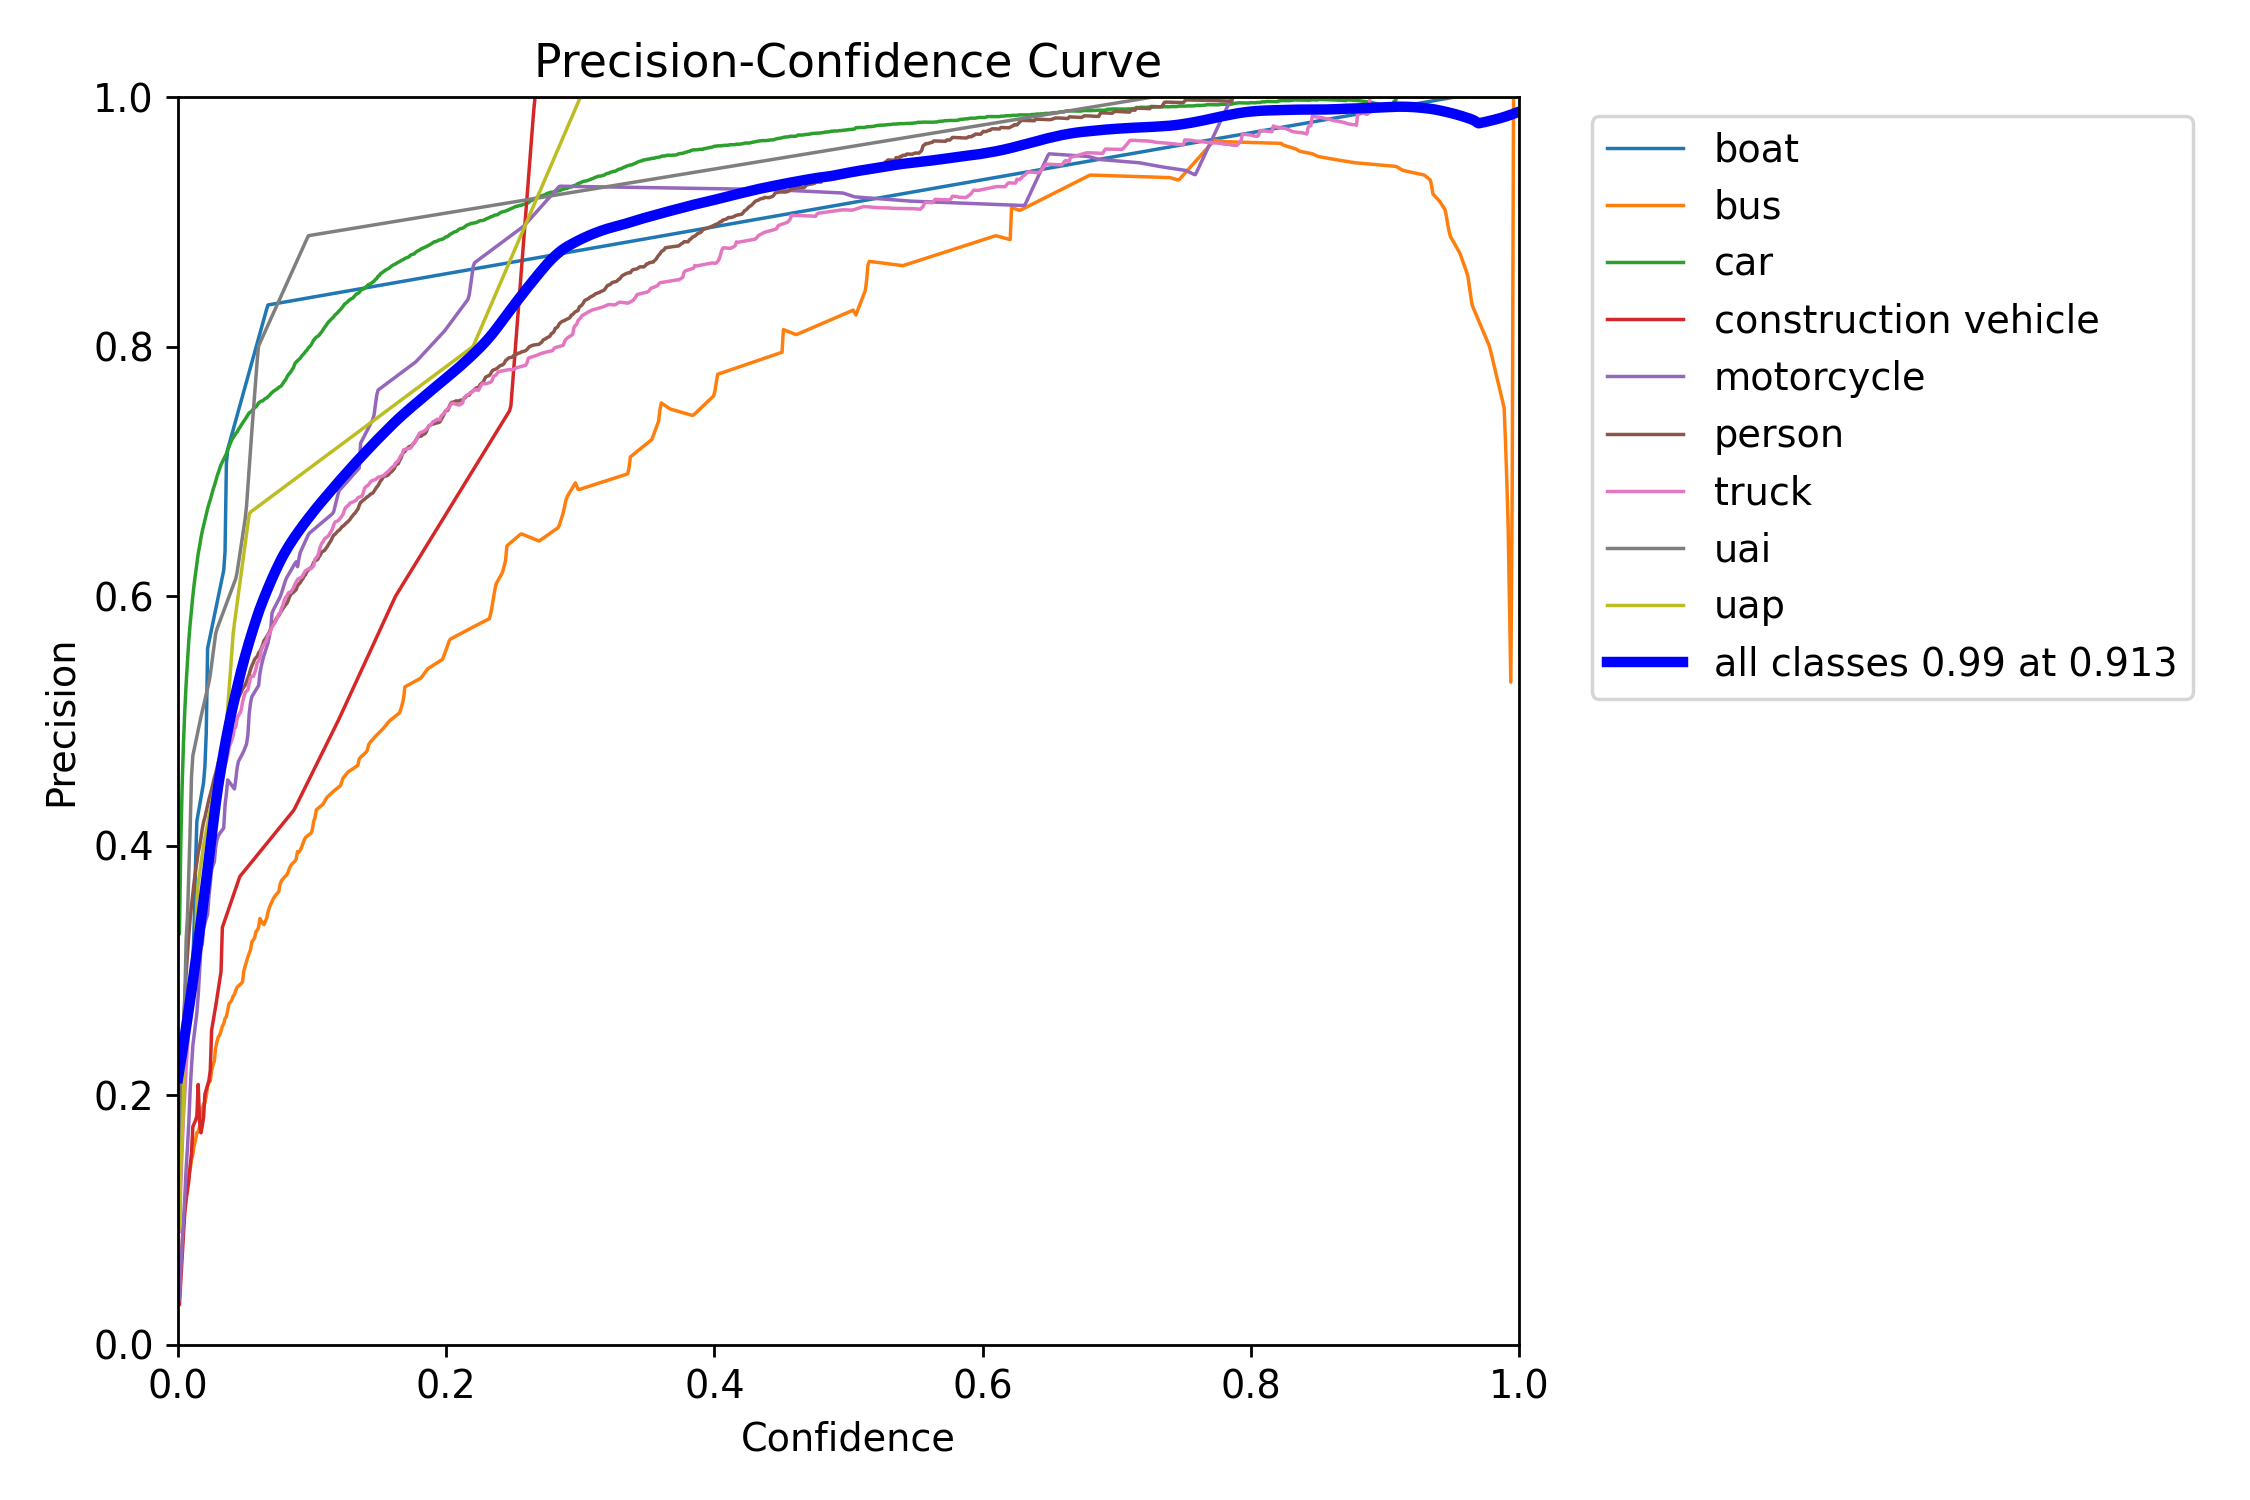 Precision-Confidence Curve
1.0
0.8
0.6
0.4
0.2
0.0
Precision
0.0 0.2 0.4 0.6 0.8 1.0
Confidence
boat
bus
car
construction vehicle
motorcycle
person
truck
uai
uap
all classes 0.99 at 0.913